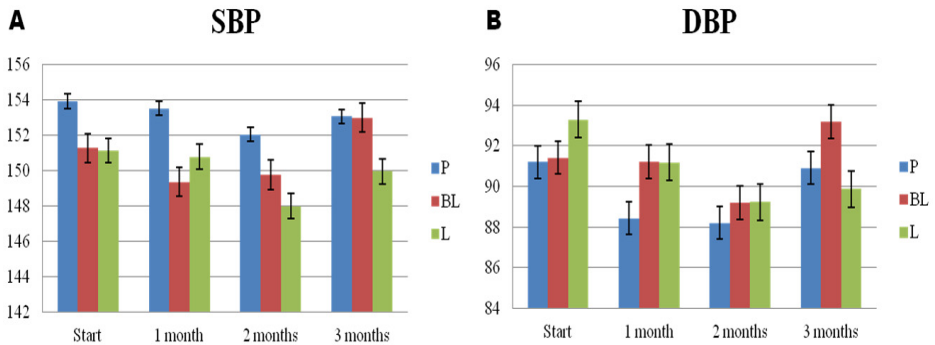 A
SBP
156
154
152
150
148
146
144
142
Start
1 month
2 months
3 months
P
BL
L
B
DBP
96
94
92
90
88
86
84
Start
1 month
2 months
3 months
P
BL
L